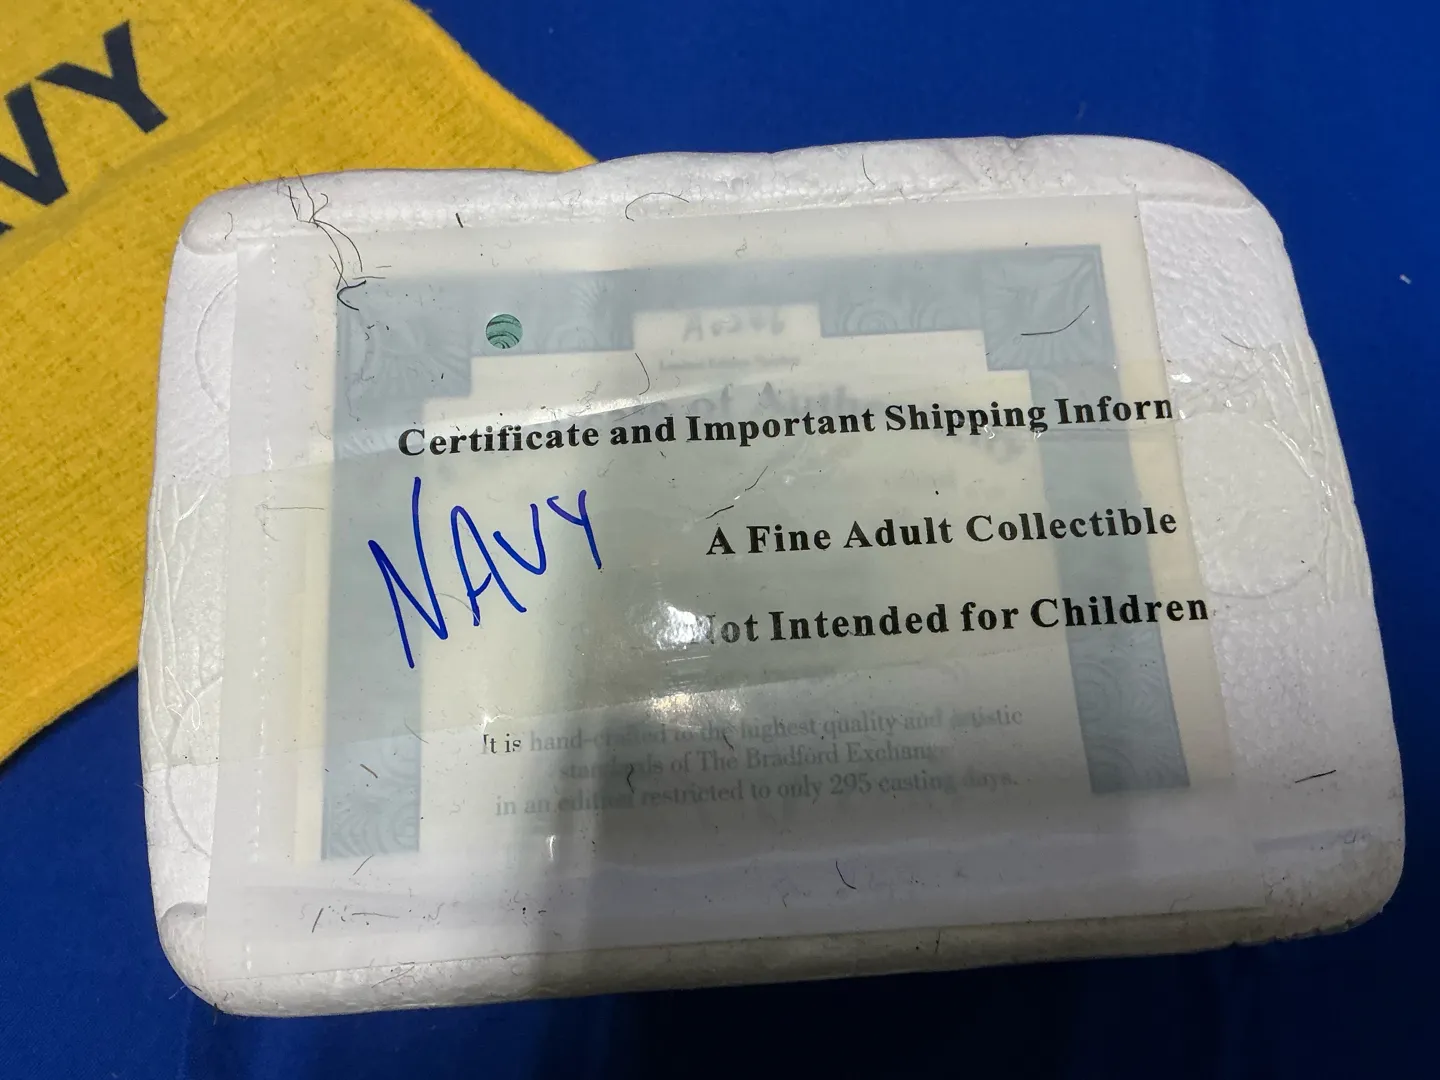 AVY
Certificate and Important Shipping Inforn
NAVY
A Fine Adult Collectible
Not Intended for Children
It is hand-crafted to the highest quality and artistic
standards of The Bradford Exchange
in an edition restricted to only 295 casting days.